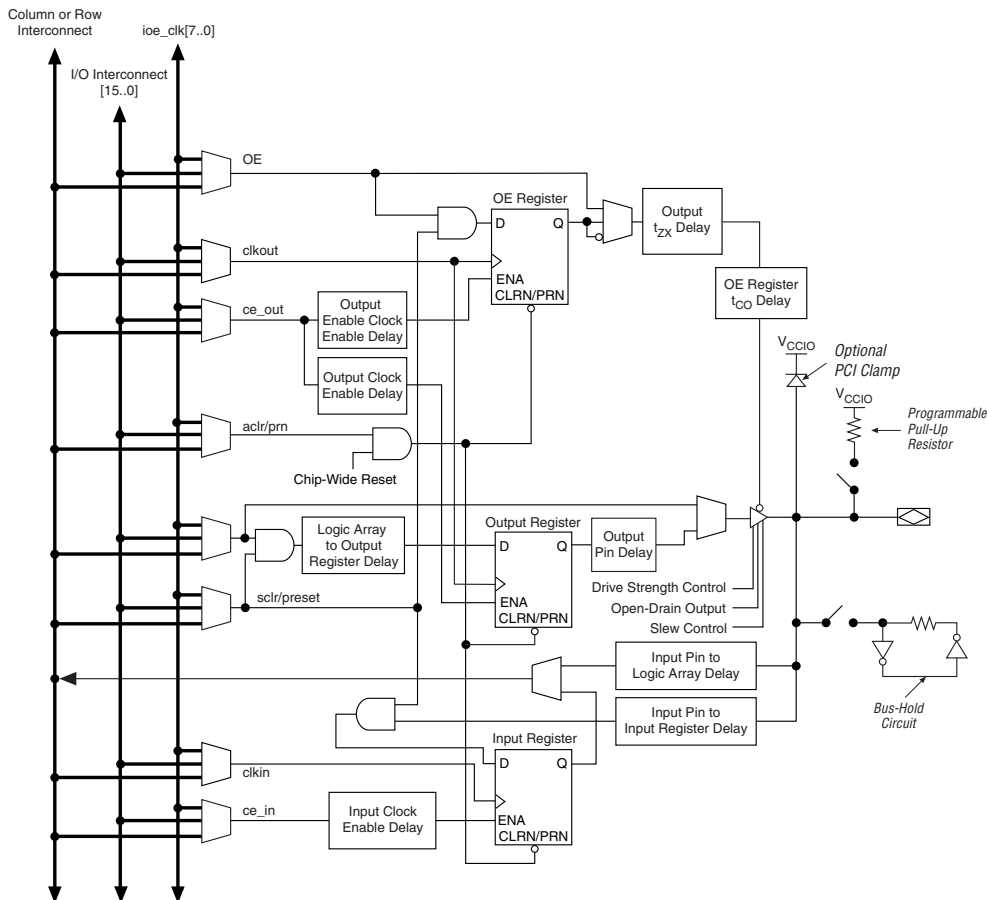 Column or Row
Interconnect
ioe_clk[7..0]
I/O Interconnect
[15..0]
OE
OE Register
D
Q
ENA
CLRN/PRN
Output
tZX Delay
clkout
OE Register
tCO Delay
ce_out
Output
Enable Clock
Enable Delay
Output Clock
Enable Delay
VCCIO
Optional
PCI Clamp
VCCIO
Programmable
Pull-Up
Resistor
aclr/prn
Chip-Wide Reset
Logic Array
to Output
Register Delay
Output Register
D
Q
ENA
CLRN/PRN
Output
Pin Delay
sclr/preset
Drive Strength Control
Open-Drain Output
Slew Control
Input Pin to
Logic Array Delay
Input Pin to
Input Register Delay
Bus-Hold
Circuit
Input Register
D
Q
ENA
CLRN/PRN
clkin
ce_in
Input Clock
Enable Delay